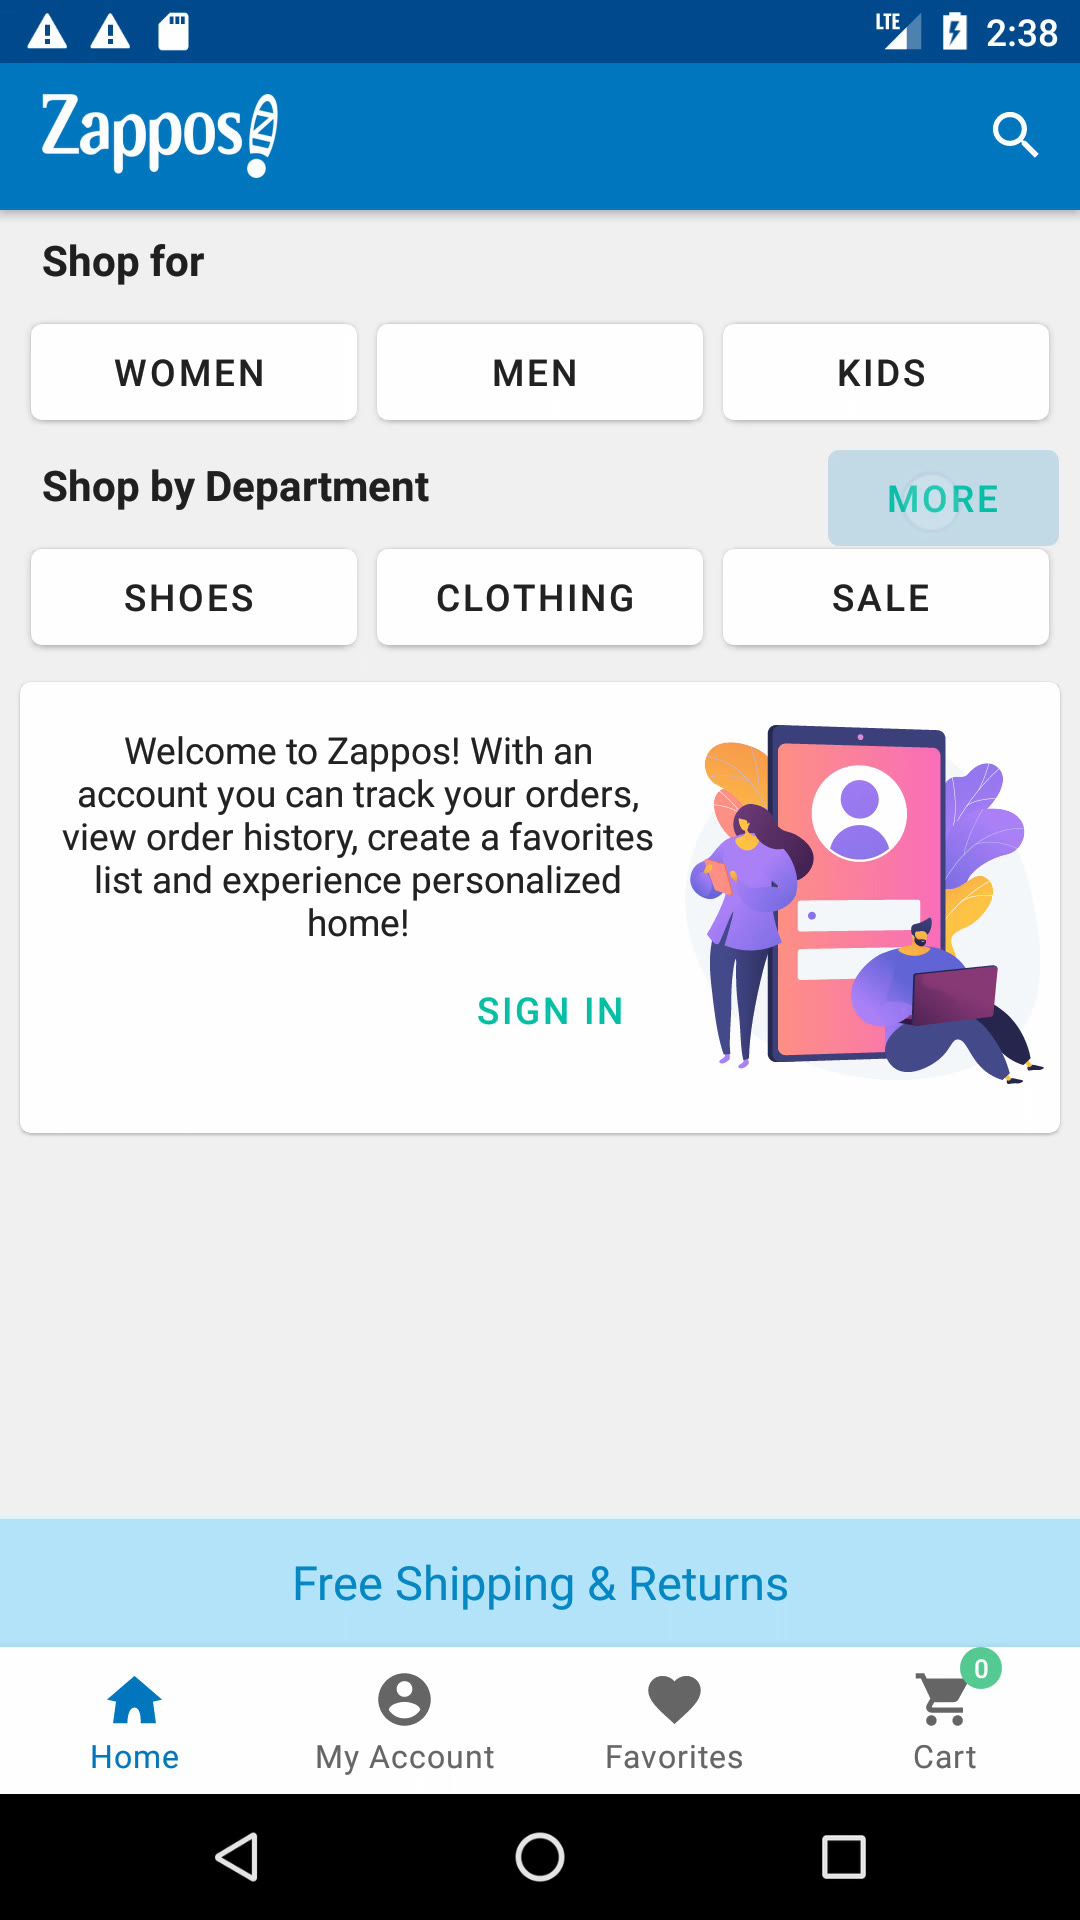 LTE 2:38
Zappos
Shop for
WOMEN MEN KIDS
Shop by Department MORE
SHOES CLOTHING SALE
Welcome to Zappos! With an
account you can track your orders,
view order history, create a favorites
list and experience personalized
home!
SIGN IN
Free Shipping & Returns
0
Home My Account Favorites Cart